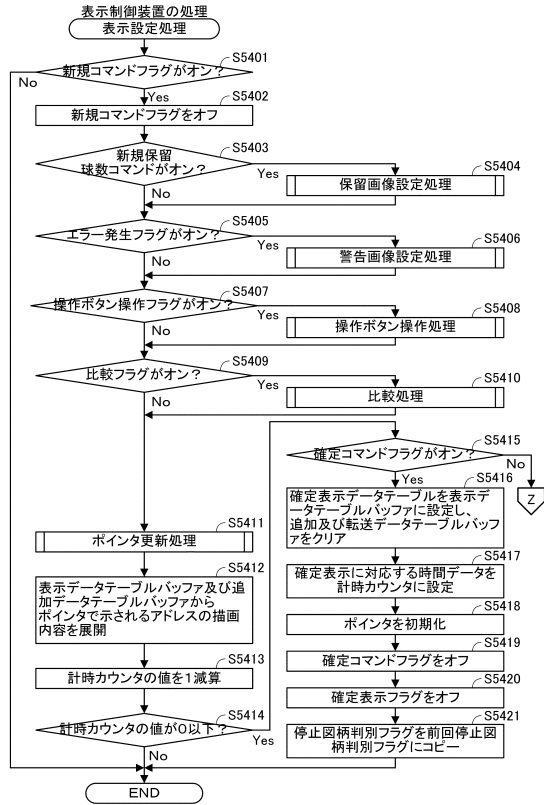 表示制御装置の処理
表示設定処理
S5401
新規コマンドフラグがオン？
No
Yes
S5402
新規コマンドフラグをオフ
S5403
新規保留
球数コマンドがオン？
Yes
No
S5404
保留画像設定処理
S5405
エラー発生フラグがオン？
Yes
No
S5406
警告画像設定処理
S5407
操作ボタン操作フラグがオン？
Yes
No
S5408
操作ボタン操作処理
S5409
比較フラグがオン？
Yes
No
S5410
比較処理
S5411
ポインタ更新処理
S5412
表示データテーブルバッファ及び追
加データテーブルバッファから
ポインタで示されるアドレスの描画
内容を展開
S5413
計時カウンタの値を1減算
S5414
計時カウンタの値が0以下？
Yes
No
S5415
確定コマンドフラグがオン？
No
Yes
Z
S5416
確定表示データテーブルを表示デ
ータテーブルバッファに設定し、
追加及び転送データテーブルバッフ
ァをクリア
S5417
確定表示に対応する時間データを
計時カウンタに設定
S5418
ポインタを初期化
S5419
確定コマンドフラグをオフ
S5420
確定表示フラグをオフ
S5421
停止図柄判別フラグを前回停止図
柄判別フラグにコピー
END